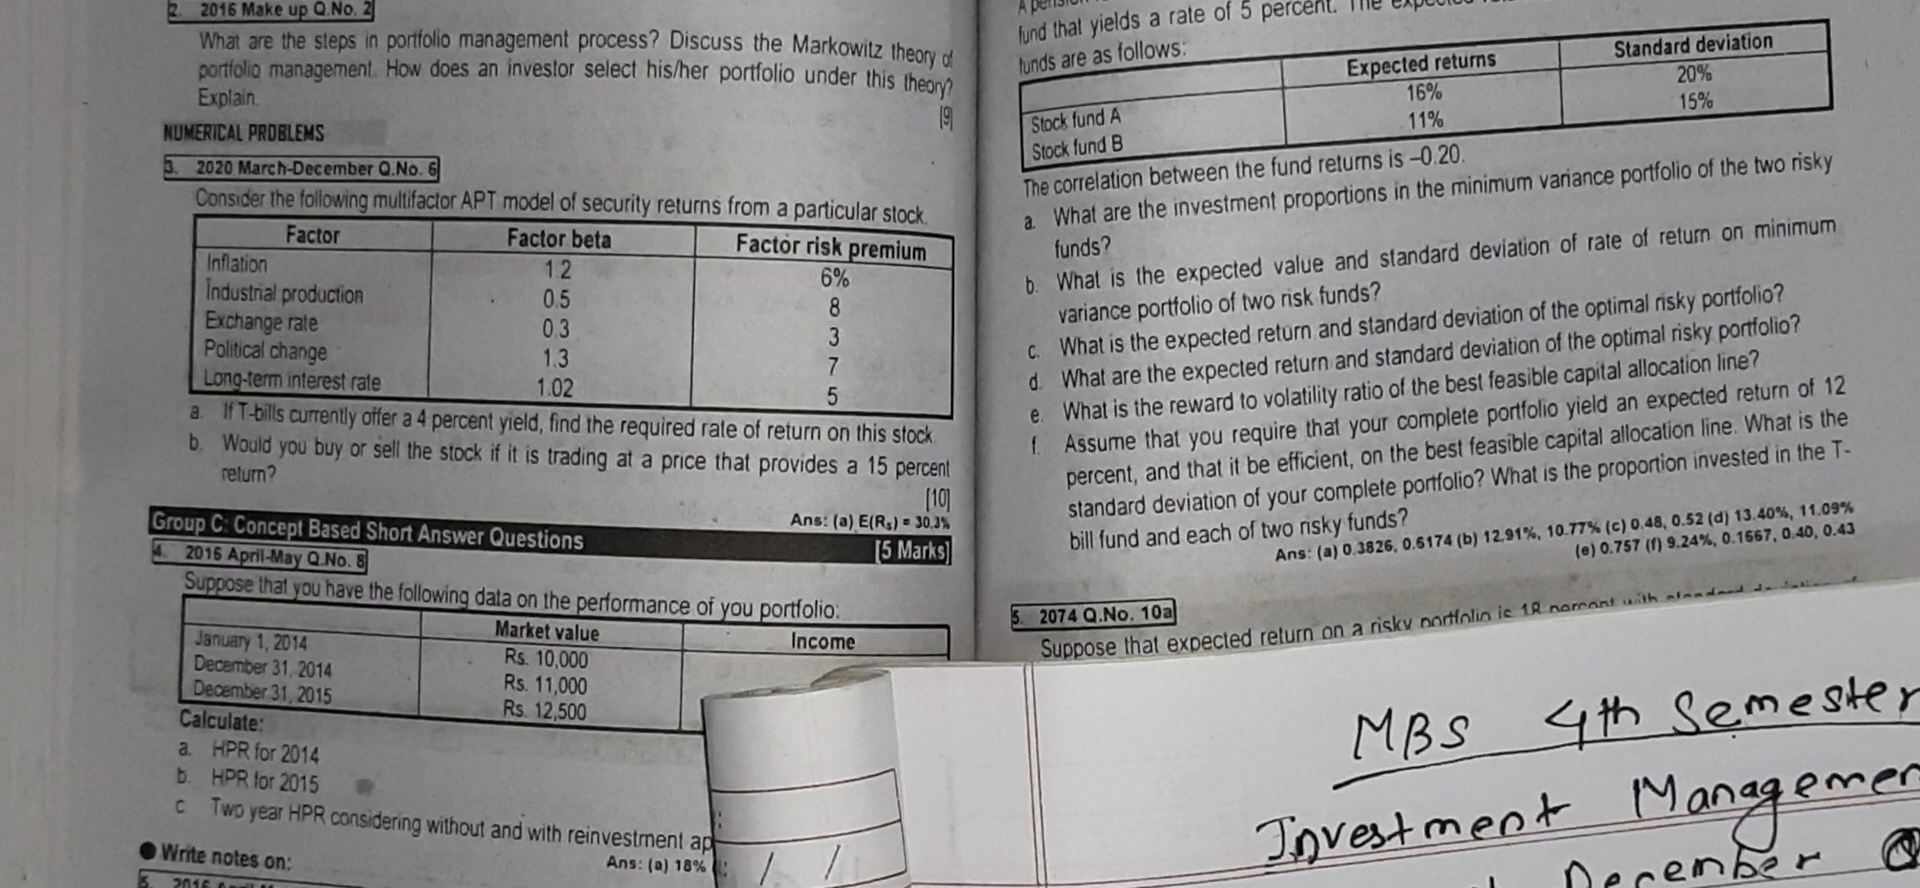 2. 2016 Make up Q.No. 2
What are the steps in portfolio management process? Discuss the Markowitz theory of
portfolio management. How does an investor select his/her portfolio under this theory?
Explain.
[9]
NUMERICAL PROBLEMS
3. 2020 March-December Q.No. 6
Consider the following multifactor APT model of security returns from a particular stock.
Factor Factor beta Factor risk premium
Inflation 1.2 6%
Industrial production 0.5 8
Exchange rate 0.3 3
Political change 1.3 7
Long-term interest rate 1.02 5
a. If T-bills currently offer a 4 percent yield, find the required rate of return on this stock.
b. Would you buy or sell the stock if it is trading at a price that provides a 15 percent
return?
[10]
Ans: (a) E(Rs) = 30.3%
Group C: Concept Based Short Answer Questions [5 Marks]
4. 2016 April-May Q.No. 8
Suppose that you have the following data on the performance of you portfolio:
Market value Income
January 1, 2014 Rs. 10,000
December 31, 2014 Rs. 11,000
December 31, 2015 Rs. 12,500
Calculate:
a. HPR for 2014
b. HPR for 2015
c Two year HPR considering without and with reinvestment ap
Ans: (a) 18%
● Write notes on:
fund that yields a rate of 5 percent.
funds are as follows:
Expected returns Standard deviation
Stock fund A 16% 20%
Stock fund B 11% 15%
The correlation between the fund returns is –0.20.
a. What are the investment proportions in the minimum variance portfolio of the two risky
funds?
b. What is the expected value and standard deviation of rate of return on minimum
variance portfolio of two risk funds?
c. What is the expected return and standard deviation of the optimal risky portfolio?
d. What are the expected return and standard deviation of the optimal risky portfolio?
e. What is the reward to volatility ratio of the best feasible capital allocation line?
f. Assume that you require that your complete portfolio yield an expected return of 12
percent, and that it be efficient, on the best feasible capital allocation line. What is the
standard deviation of your complete portfolio? What is the proportion invested in the T-
bill fund and each of two risky funds?
Ans: (a) 0.3826, 0.6174 (b) 12.91%, 10.77% (c) 0.48, 0.52 (d) 13.40%, 11.09%
(e) 0.757 (f) 9.24%, 0.1667, 0.40, 0.43
5. 2074 Q.No. 10a
Suppose that expected return on a risky portfolio is 18 percent with
MBS 4th Semester
Investment Managemen
December